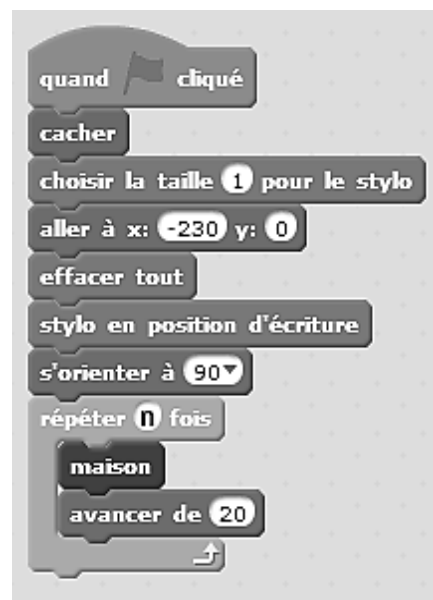 quand cliqué
cacher
choisir la taille 1 pour le stylo
aller à x: -230 y: 0
effacer tout
stylo en position d'écriture
s'orienter à 90
répéter n fois
maison
avancer de 20